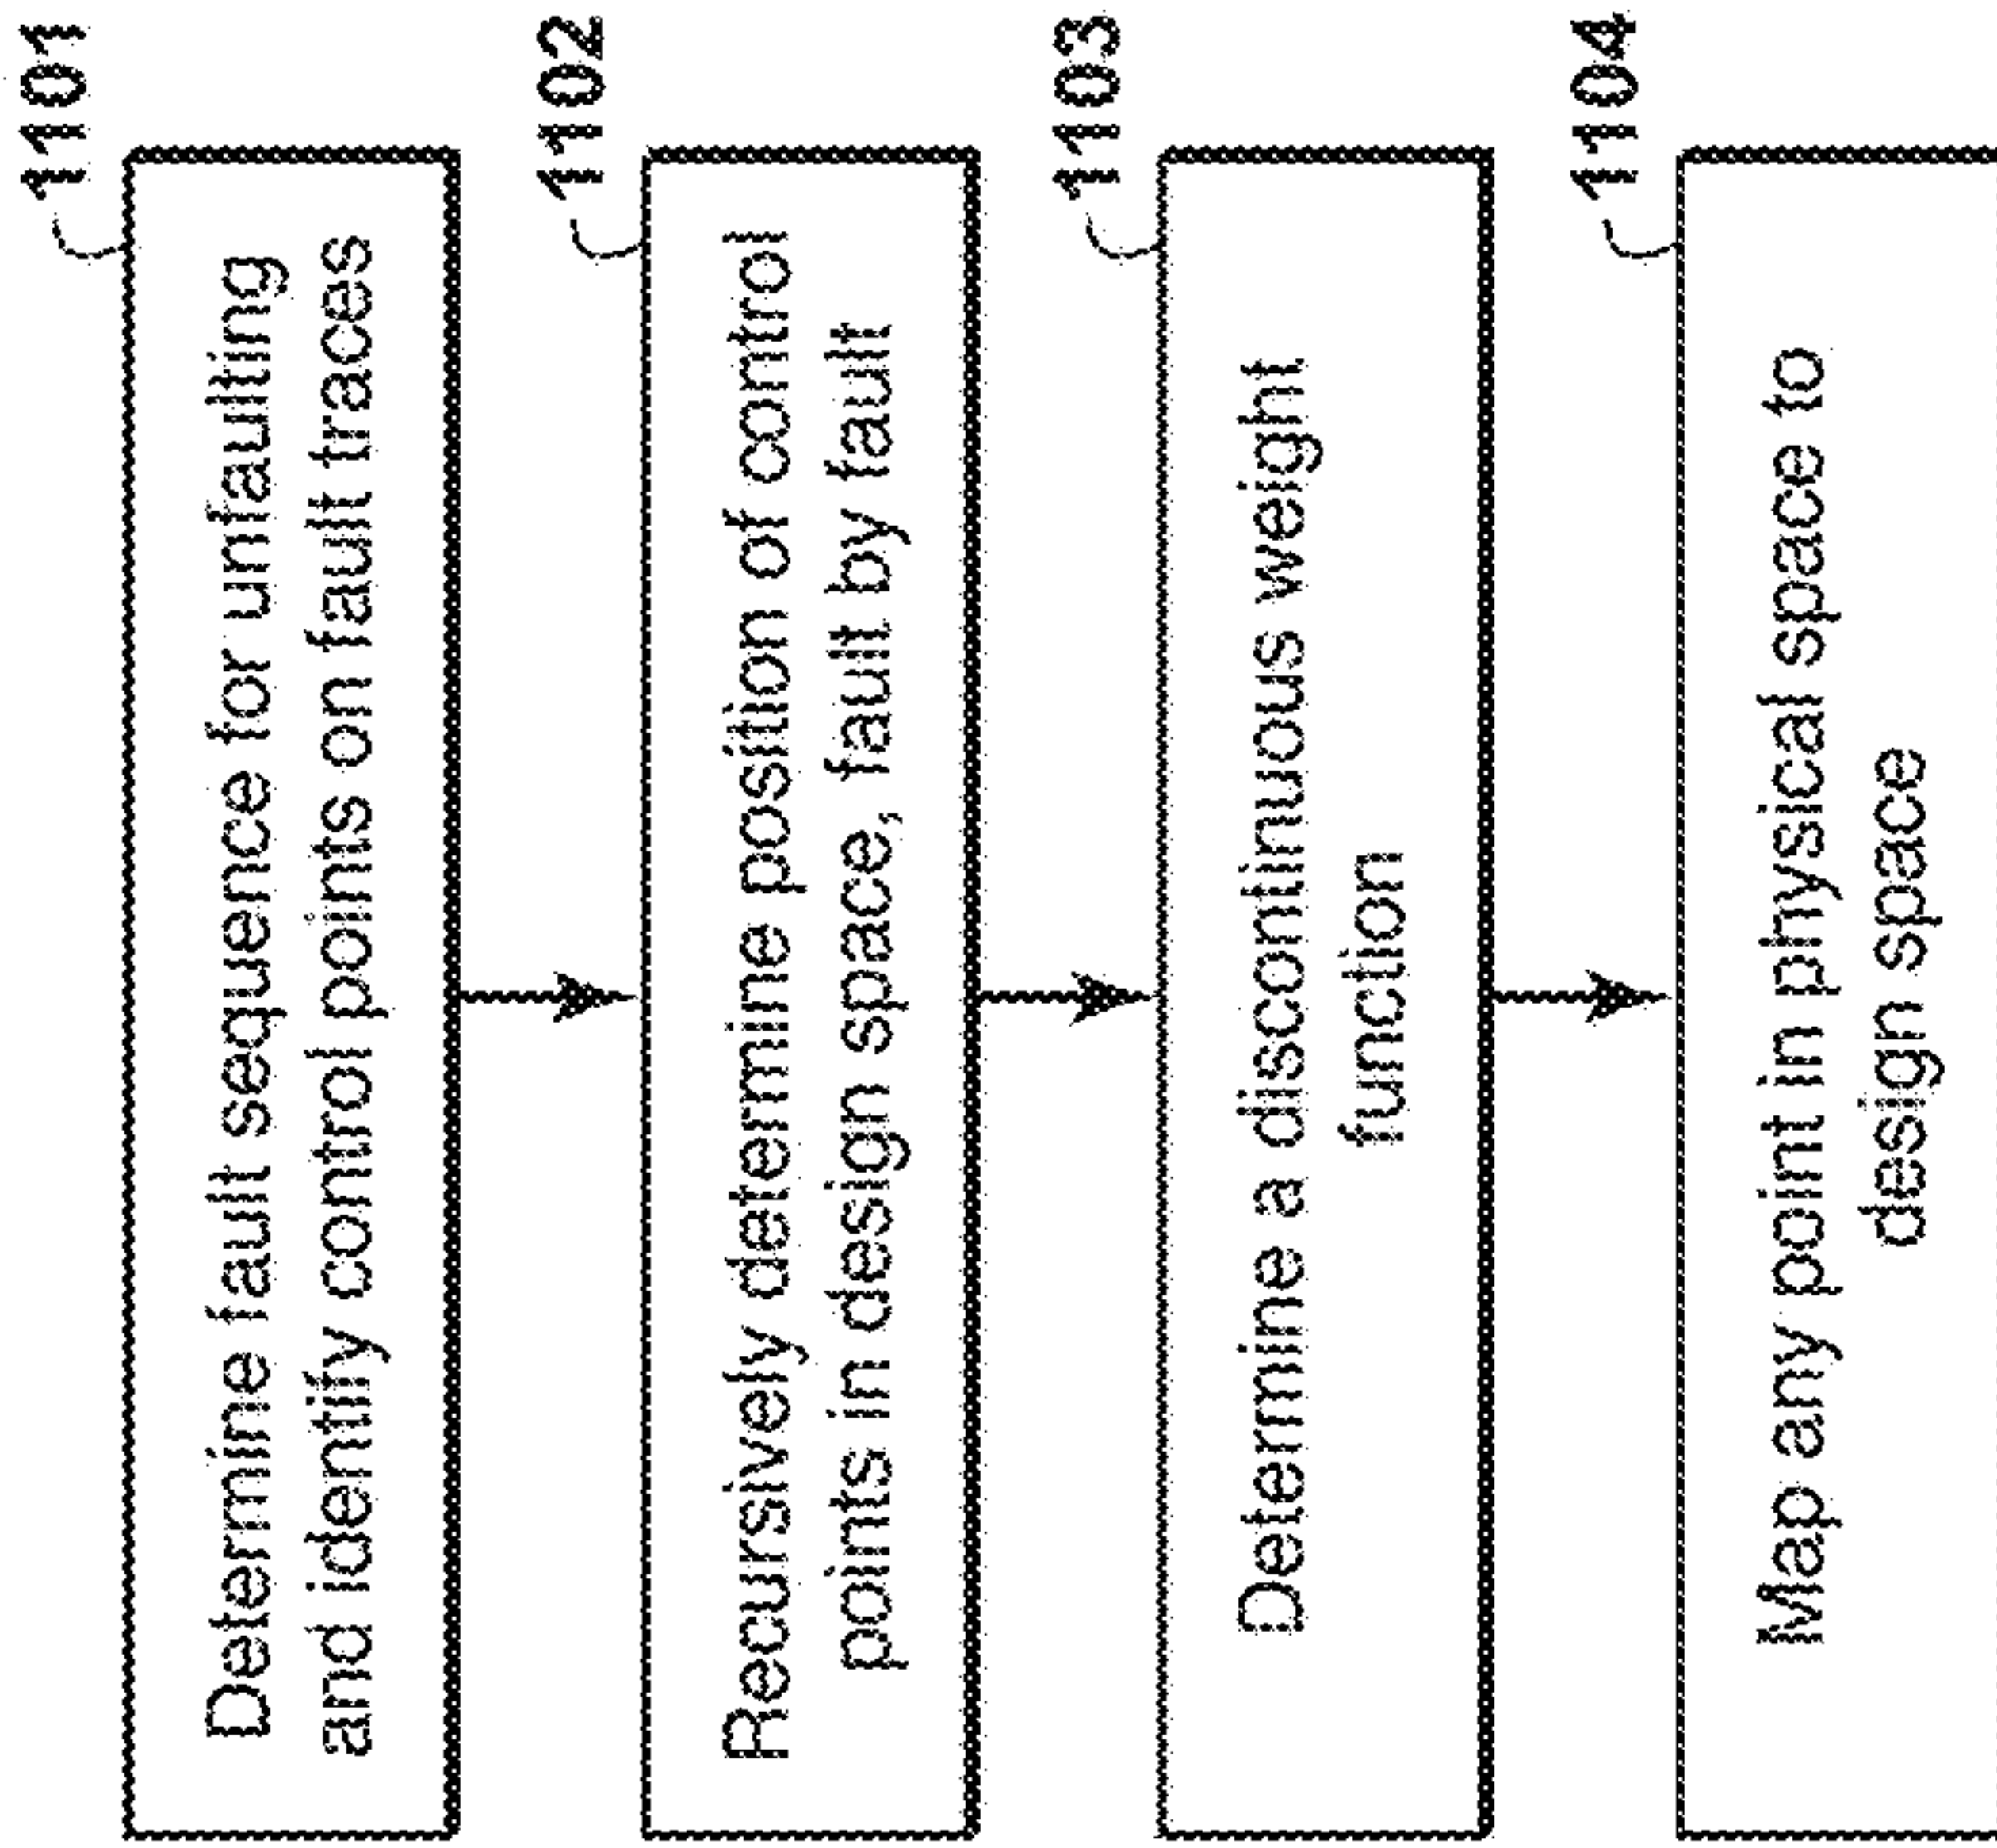 1101
Determine fault sequence for unfaulting
and identify control points on fault traces
1102
Recursively determine position of control
points in design space, fault by fault
1103
Determine a discontinuous weight
function
1104
Map any point in physical space to
design space